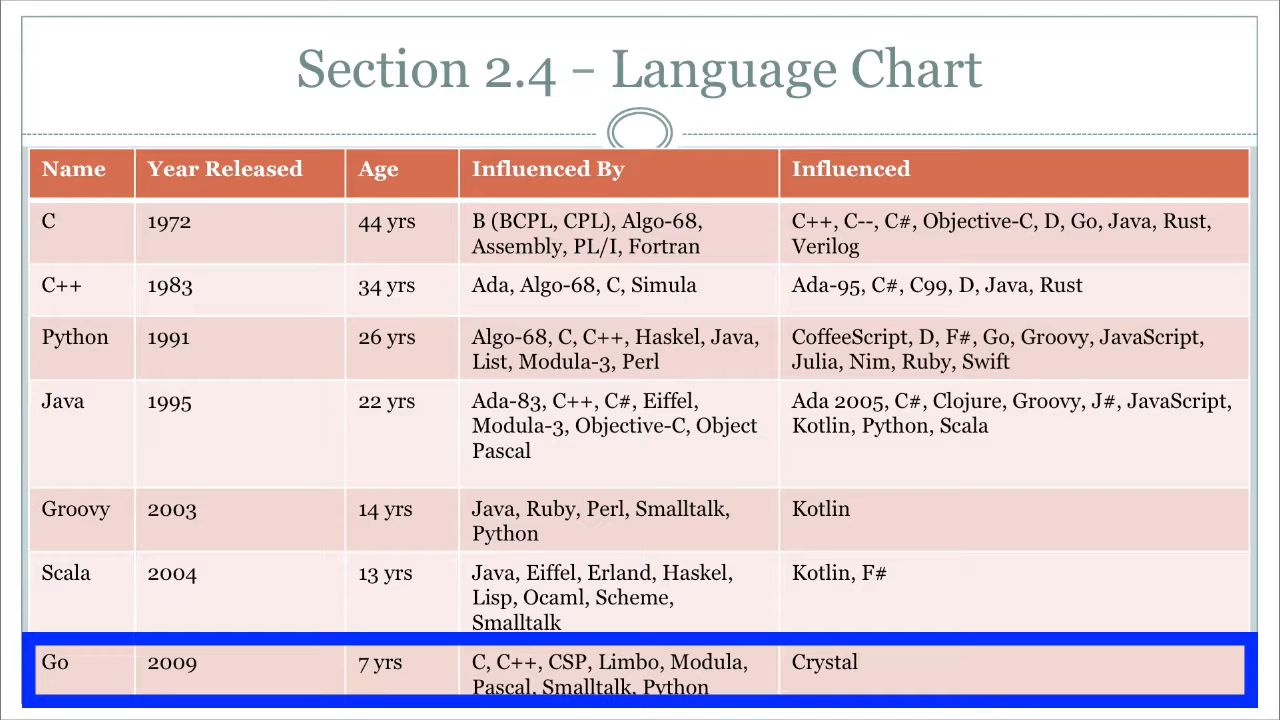 Section 2.4 – Language Chart
Name Year Released Age Influenced By Influenced
C 1972 44 yrs B (BCPL, CPL), Algo-68, C++, C--, C#, Objective-C, D, Go, Java, Rust,
Assembly, PL/I, Fortran Verilog
C++ 1983 34 yrs Ada, Algo-68, C, Simula Ada-95, C#, C99, D, Java, Rust
Python 1991 26 yrs Algo-68, C, C++, Haskel, Java, CoffeeScript, D, F#, Go, Groovy, JavaScript,
List, Modula-3, Perl Julia, Nim, Ruby, Swift
Java 1995 22 yrs Ada-83, C++, C#, Eiffel, Ada 2005, C#, Clojure, Groovy, J#, JavaScript,
Modula-3, Objective-C, Object Kotlin, Python, Scala
Pascal
Groovy 2003 14 yrs Java, Ruby, Perl, Smalltalk, Kotlin
Python
Scala 2004 13 yrs Java, Eiffel, Erland, Haskel, Kotlin, F#
Lisp, Ocaml, Scheme,
Smalltalk
Go 2009 7 yrs C, C++, CSP, Limbo, Modula, Crystal
Pascal, Smalltalk, Python